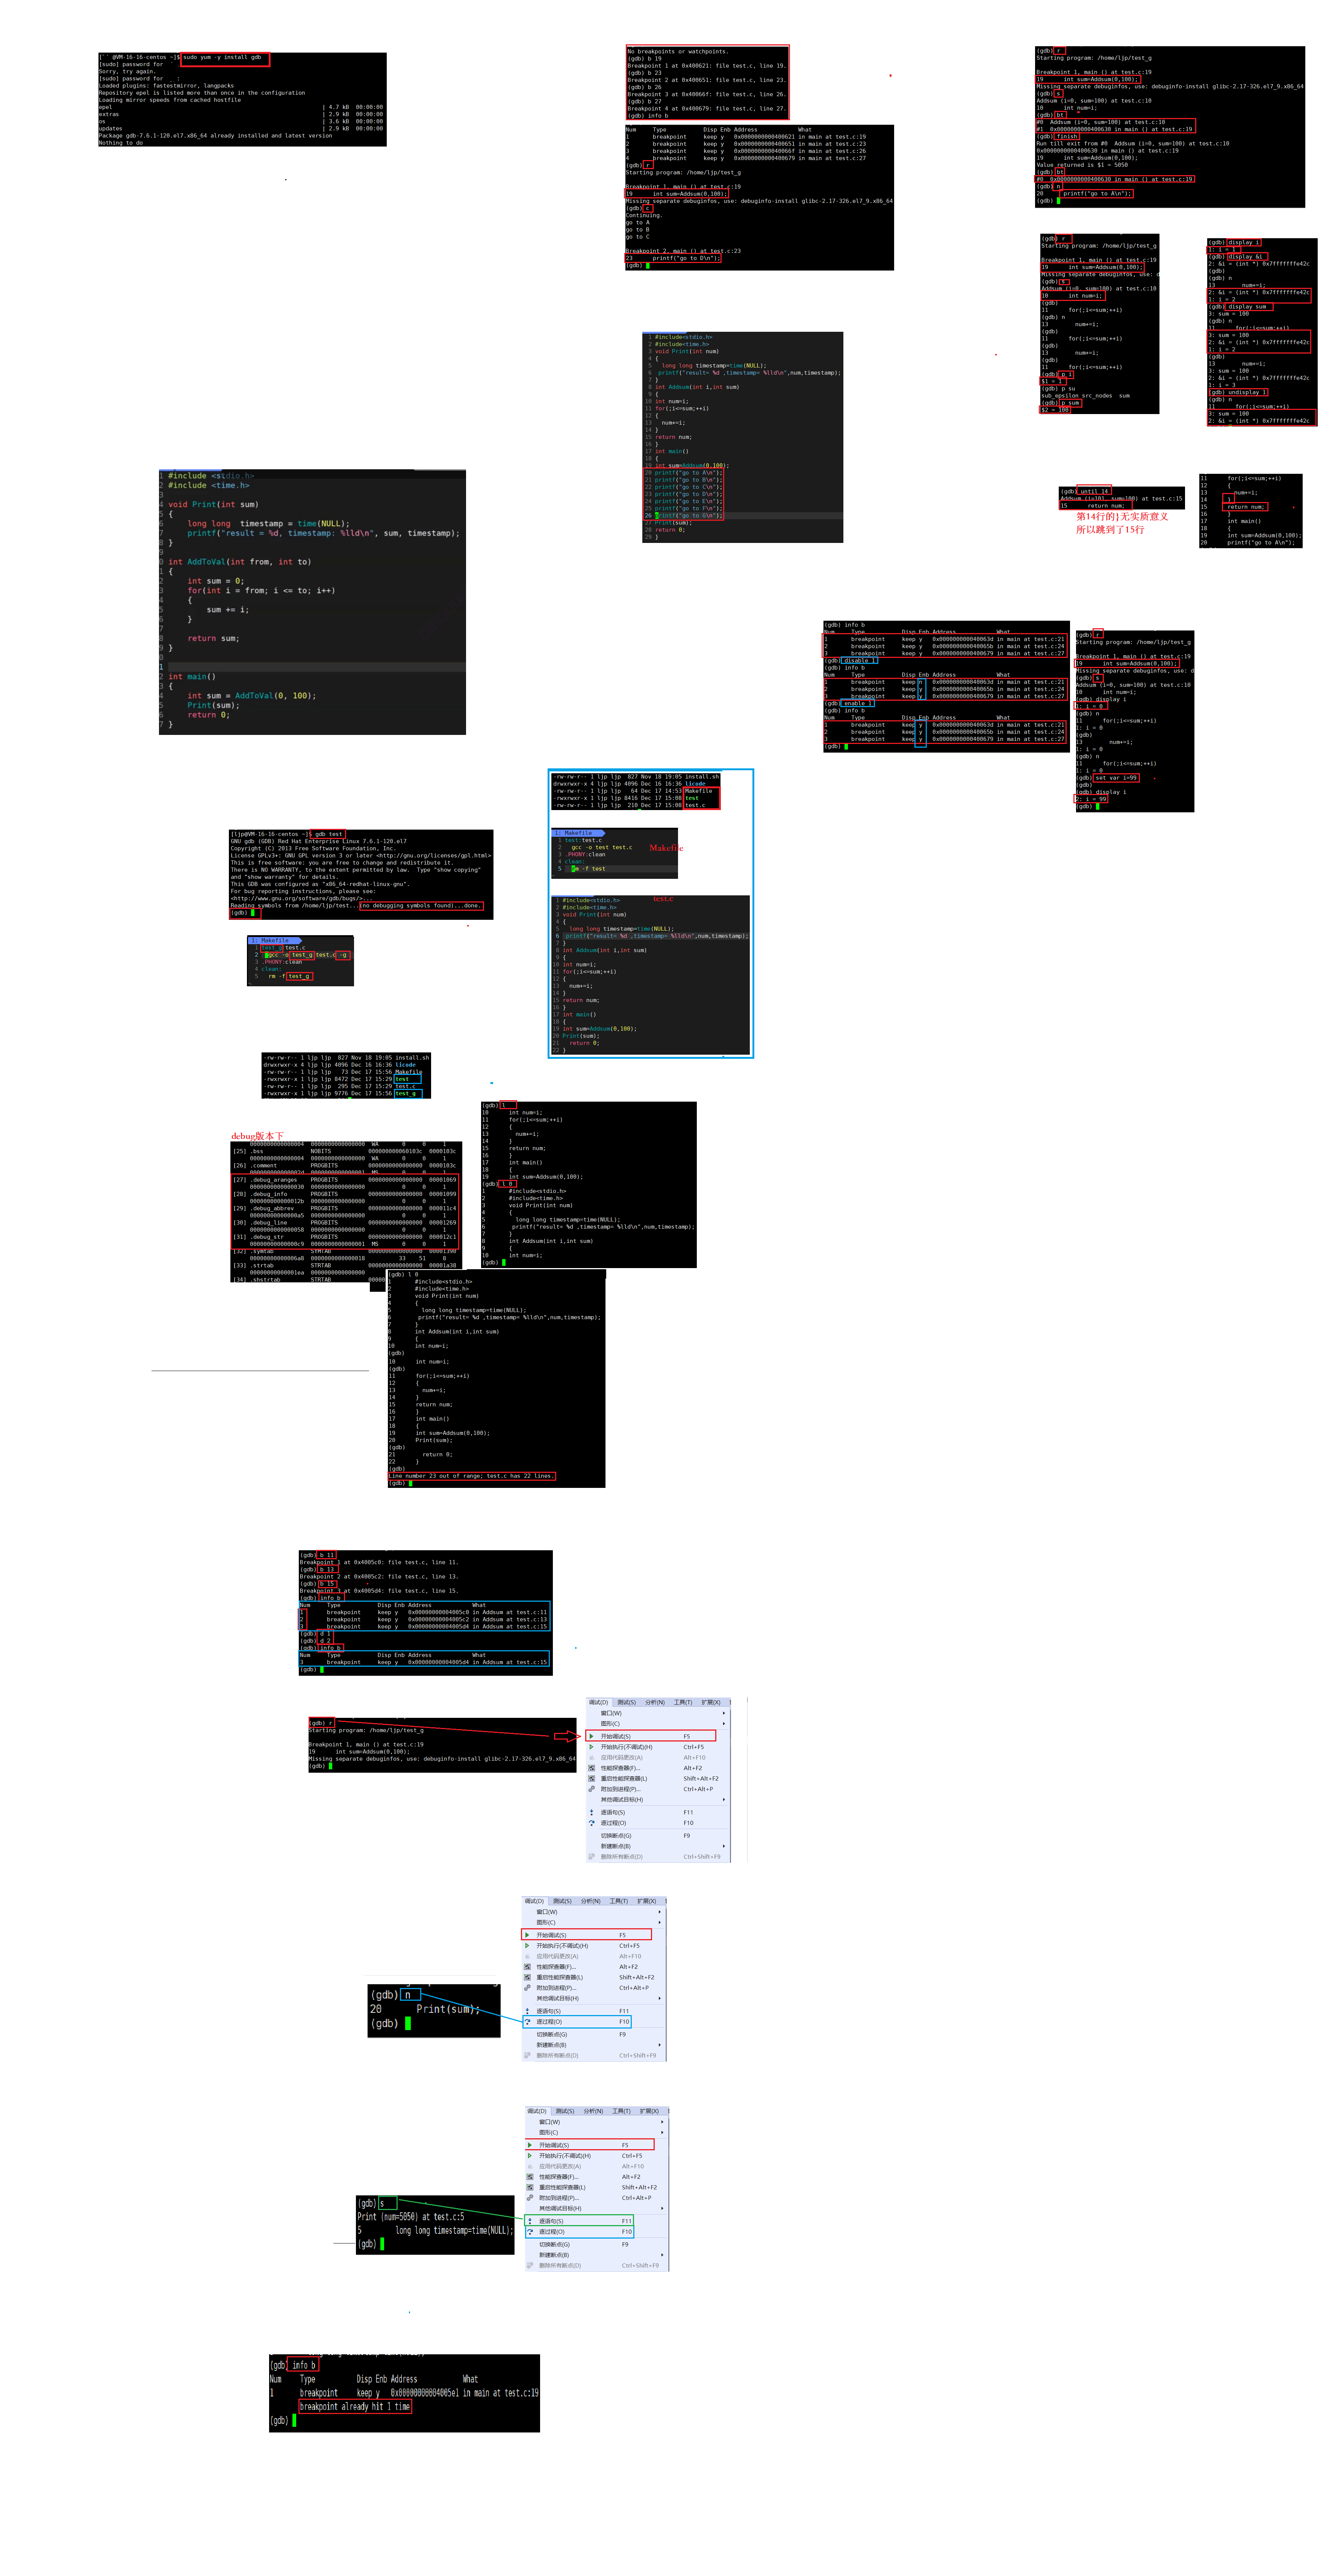 [ @VM-16-16-centos ~]$ sudo yum -y install gdb
[sudo] password for
Sorry, try again.
[sudo] password for
Loaded plugins: fastestmirror, langpacks
Repository epel is listed more than once in the configuration
Loading mirror speeds from cached hostfile
epel | 4.7 kB 00:00:00
extras | 2.9 kB 00:00:00
os | 3.6 kB 00:00:00
updates | 2.9 kB 00:00:00
Package gdb-7.6.1-120.el7.x86_64 already installed and latest version
Nothing to do
No breakpoints or watchpoints.
(gdb) b 19
Breakpoint 1 at 0x400621: file test.c, line 19.
(gdb) b 23
Breakpoint 2 at 0x400651: file test.c, line 23.
(gdb) b 26
Breakpoint 3 at 0x40066f: file test.c, line 26.
(gdb) b 27
Breakpoint 4 at 0x400679: file test.c, line 27.
(gdb) info b
Num Type Disp Enb Address What
1 breakpoint keep y 0x0000000000400621 in main at test.c:19
2 breakpoint keep y 0x0000000000400651 in main at test.c:23
3 breakpoint keep y 0x000000000040066f in main at test.c:26
4 breakpoint keep y 0x0000000000400679 in main at test.c:27
(gdb) r
Starting program: /home/ljp/test_g
Breakpoint 1, main () at test.c:19
19 int sum=Addsum(0,100);
Missing separate debuginfos, use: debuginfo-install glibc-2.17-326.el7_9.x86_64
(gdb) c
Continuing.
go to A
go to B
go to C
Breakpoint 2, main () at test.c:23
23 printf("go to D\n");
(gdb)
(gdb) r
Starting program: /home/ljp/test_g
Breakpoint 1, main () at test.c:19
19 int sum=Addsum(0,100);
Missing separate debuginfos, use: debuginfo-install glibc-2.17-326.el7_9.x86_64
(gdb) s
Addsum (i=0, sum=100) at test.c:10
10 int num=i;
(gdb) bt
#0 Addsum (i=0, sum=100) at test.c:10
#1 0x0000000000400630 in main () at test.c:19
(gdb) finish
Run till exit from #0 Addsum (i=0, sum=100) at test.c:10
0x0000000000400630 in main () at test.c:19
19 int sum=Addsum(0,100);
Value returned is $1 = 5050
(gdb) bt
#0 0x0000000000400630 in main () at test.c:19
(gdb) n
20 printf("go to A\n");
(gdb)
(gdb) r
Starting program: /home/ljp/test_g
Breakpoint 1, main () at test.c:19
19 int sum=Addsum(0,100);
Missing separate debuginfos, use: d
(gdb) s
Addsum (i=0, sum=100) at test.c:10
10 int num=i;
(gdb)
11 for(;i<=sum;++i)
(gdb) n
13 num+=i;
(gdb)
11 for(;i<=sum;++i)
(gdb)
13 num+=i;
(gdb)
11 for(;i<=sum;++i)
(gdb) p i
$1 = 1
(gdb) p su
sub_epsilon src_nodes sum
(gdb) p sum
$2 = 100
(gdb) display i
1: i = 1
(gdb) display &i
2: &i = (int *) 0x7fffffffe42c
(gdb)
(gdb) n
13 num+=i;
2: &i = (int *) 0x7fffffffe42c
1: i = 2
(gdb) display sum
3: sum = 100
(gdb) n
11 for(;i<=sum;++i)
3: sum = 100
2: &i = (int *) 0x7fffffffe42c
1: i = 2
(gdb)
13 num+=i;
3: sum = 100
2: &i = (int *) 0x7fffffffe42c
1: i = 3
(gdb) undisplay 1
(gdb) n
11 for(;i<=sum;++i)
3: sum = 100
2: &i = (int *) 0x7fffffffe42c
1 #include<stdio.h>
2 #include<time.h>
3 void Print(int num)
4 {
5 long long timestamp=time(NULL);
6 printf("result= %d ,timestamp= %lld\n",num,timestamp);
7 }
8 int Addsum(int i,int sum)
9 {
10 int num=i;
11 for(;i<=sum;++i)
12 {
13 num+=i;
14 }
15 return num;
16 }
17 int main()
18 {
19 int sum=Addsum(0,100);
20 printf("go to A\n");
21 printf("go to B\n");
22 printf("go to C\n");
23 printf("go to D\n");
24 printf("go to E\n");
25 printf("go to F\n");
26 printf("go to G\n");
27 Print(sum);
28 return 0;
29 }
1 #include <stdio.h>
2 #include <time.h>
3
4 void Print(int sum)
5 {
6 long long timestamp = time(NULL);
7 printf("result = %d, timestamp: %lld\n", sum, timestamp);
8 }
9
0 int AddToVal(int from, int to)
1 {
2 int sum = 0;
3 for(int i = from; i <= to; i++)
4 {
5 sum += i;
6 }
7
8 return sum;
9 }
0
1
2 int main()
3 {
4 int sum = AddToVal(0, 100);
5 Print(sum);
6 return 0;
7 }
(gdb) until 14
Addsum (i=101, sum=100) at test.c:15
15 return num;
第14行的}无实质意义
所以跳到了15行
11 for(;i<=sum;++i)
12 {
13 num+=i;
14 }
15 return num;
16 }
17 int main()
18 {
19 int sum=Addsum(0,100);
20 printf("go to A\n");
(gdb) info b
Num Type Disp Enb Address What
1 breakpoint keep y 0x000000000040063d in main at test.c:21
2 breakpoint keep y 0x000000000040065b in main at test.c:24
3 breakpoint keep y 0x0000000000400679 in main at test.c:27
(gdb) disable 1
(gdb) info b
Num Type Disp Enb Address What
1 breakpoint keep n 0x000000000040063d in main at test.c:21
2 breakpoint keep y 0x000000000040065b in main at test.c:24
3 breakpoint keep y 0x0000000000400679 in main at test.c:27
(gdb) enable 1
(gdb) info b
Num Type Disp Enb Address What
1 breakpoint keep y 0x000000000040063d in main at test.c:21
2 breakpoint keep y 0x000000000040065b in main at test.c:24
3 breakpoint keep y 0x0000000000400679 in main at test.c:27
(gdb)
(gdb) r
Starting program: /home/ljp/test_g
Breakpoint 1, main () at test.c:19
19 int sum=Addsum(0,100);
Missing separate debuginfos, use: d
(gdb) s
Addsum (i=0, sum=100) at test.c:10
10 int num=i;
(gdb) display i
1: i = 0
(gdb) n
11 for(;i<=sum;++i)
1: i = 0
(gdb)
13 num+=i;
1: i = 0
(gdb) n
11 for(;i<=sum;++i)
1: i = 0
(gdb) set var i=99
(gdb)
(gdb) display i
2: i = 99
(gdb)
-rw-rw-r-- 1 ljp ljp 827 Nov 18 19:05 install.sh
drwxrwxr-x 4 ljp ljp 4096 Dec 16 16:36 licode
-rw-rw-r-- 1 ljp ljp 64 Dec 17 14:53 Makefile
-rwxrwxr-x 1 ljp ljp 8416 Dec 17 15:08 test
-rw-rw-r-- 1 ljp ljp 210 Dec 17 15:08 test.c
1: Makefile
1 test:test.c
2 gcc -o test test.c
3 .PHONY:clean
4 clean:
5 rm -f test
Makefile
test.c
1 #include<stdio.h>
2 #include<time.h>
3 void Print(int num)
4 {
5 long long timestamp=time(NULL);
6 printf("result= %d ,timestamp= %lld\n",num,timestamp);
7 }
8 int Addsum(int i,int sum)
9 {
10 int num=i;
11 for(;i<=sum;++i)
12 {
13 num+=i;
14 }
15 return num;
16 }
17 int main()
18 {
19 int sum=Addsum(0,100);
20 Print(sum);
21 return 0;
22 }
[ljp@VM-16-16-centos ~]$ gdb test
GNU gdb (GDB) Red Hat Enterprise Linux 7.6.1-120.el7
Copyright (C) 2013 Free Software Foundation, Inc.
License GPLv3+: GNU GPL version 3 or later <http://gnu.org/licenses/gpl.html>
This is free software: you are free to change and redistribute it.
There is NO WARRANTY, to the extent permitted by law. Type "show copying"
and "show warranty" for details.
This GDB was configured as "x86_64-redhat-linux-gnu".
For bug reporting instructions, please see:
<http://www.gnu.org/software/gdb/bugs/>...
Reading symbols from /home/ljp/test...(no debugging symbols found)...done.
(gdb)
1: Makefile
1 test_g:test.c
2 gcc -o test_g test.c -g
3 .PHONY:clean
4 clean:
5 rm -f test_g
-rw-rw-r-- 1 ljp ljp 827 Nov 18 19:05 install.sh
drwxrwxr-x 4 ljp ljp 4096 Dec 16 16:36 licode
-rw-rw-r-- 1 ljp ljp 73 Dec 17 15:56 Makefile
-rwxrwxr-x 1 ljp ljp 8472 Dec 17 15:29 test
-rw-rw-r-- 1 ljp ljp 295 Dec 17 15:29 test.c
-rwxrwxr-x 1 ljp ljp 9776 Dec 17 15:56 test_g
debug版本下
0000000000000004 0000000000000000 WA 0 0 1
[25] .bss NOBITS 000000000060103c 0000103c
0000000000000004 0000000000000000 WA 0 0 1
[26] .comment PROGBITS 0000000000000000 0000103c
000000000000002d 0000000000000001 MS 0 0 1
[27] .debug_aranges PROGBITS 0000000000000000 00001069
0000000000000030 0000000000000000 0 0 1
[28] .debug_info PROGBITS 0000000000000000 00001099
000000000000012b 0000000000000000 0 0 1
[29] .debug_abbrev PROGBITS 0000000000000000 000011c4
00000000000000a5 0000000000000000 0 0 1
[30] .debug_line PROGBITS 0000000000000000 00001269
0000000000000058 0000000000000000 0 0 1
[31] .debug_str PROGBITS 0000000000000000 000012c1
00000000000000c9 0000000000000001 MS 0 0 1
[32] .symtab SYMTAB 0000000000000000 00001390
00000000000006a8 0000000000000018 33 51 8
[33] .strtab STRTAB 0000000000000000 00001a38
00000000000001ea 0000000000000000
[34] .shstrtab STRTAB
(gdb) l
10 int num=i;
11 for(;i<=sum;++i)
12 {
13 num+=i;
14 }
15 return num;
16 }
17 int main()
18 {
19 int sum=Addsum(0,100);
(gdb) l 0
1 #include<stdio.h>
2 #include<time.h>
3 void Print(int num)
4 {
5 long long timestamp=time(NULL);
6 printf("result= %d ,timestamp= %lld\n",num,timestamp);
7 }
8 int Addsum(int i,int sum)
9 {
10 int num=i;
(gdb)
(gdb) l 0
1 #include<stdio.h>
2 #include<time.h>
3 void Print(int num)
4 {
5 long long timestamp=time(NULL);
6 printf("result= %d ,timestamp= %lld\n",num,timestamp);
7 }
8 int Addsum(int i,int sum)
9 {
10 int num=i;
(gdb)
10 int num=i;
(gdb)
11 for(;i<=sum;++i)
12 {
13 num+=i;
14 }
15 return num;
16 }
17 int main()
18 {
19 int sum=Addsum(0,100);
20 Print(sum);
(gdb)
21 return 0;
22 }
(gdb)
Line number 23 out of range; test.c has 22 lines.
(gdb)
(gdb) b 11
Breakpoint 1 at 0x4005c0: file test.c, line 11.
(gdb) b 13
Breakpoint 2 at 0x4005c2: file test.c, line 13.
(gdb) b 15
Breakpoint 3 at 0x4005d4: file test.c, line 15.
(gdb) info b
Num Type Disp Enb Address What
1 breakpoint keep y 0x00000000004005c0 in Addsum at test.c:11
2 breakpoint keep y 0x00000000004005c2 in Addsum at test.c:13
3 breakpoint keep y 0x00000000004005d4 in Addsum at test.c:15
(gdb) d 1
(gdb) d 2
(gdb) info b
Num Type Disp Enb Address What
3 breakpoint keep y 0x00000000004005d4 in Addsum at test.c:15
(gdb)
(gdb) r
Starting program: /home/ljp/test_g
Breakpoint 1, main () at test.c:19
19 int sum=Addsum(0,100);
Missing separate debuginfos, use: debuginfo-install glibc-2.17-326.el7_9.x86_64
(gdb)
调试(D) 测试(S) 分析(N) 工具(T) 扩展(X)
窗口(W)
图形(C)
开始调试(S) F5
开始执行(不调试)(H) Ctrl+F5
应用代码更改(A) Alt+F10
性能探查器(F)... Alt+F2
重启性能探查器(L) Shift+Alt+F2
附加到进程(P)... Ctrl+Alt+P
其他调试目标(H)
逐语句(S) F11
逐过程(O) F10
切换断点(G) F9
新建断点(B)
删除所有断点(D) Ctrl+Shift+F9
(gdb) n
20 Print(sum);
(gdb)
调试(D) 测试(S) 分析(N) 工具(T) 扩展(X)
窗口(W)
图形(C)
开始调试(S) F5
开始执行(不调试)(H) Ctrl+F5
应用代码更改(A) Alt+F10
性能探查器(F)... Alt+F2
重启性能探查器(L) Shift+Alt+F2
附加到进程(P)... Ctrl+Alt+P
其他调试目标(H)
逐语句(S) F11
逐过程(O) F10
切换断点(G) F9
新建断点(B)
删除所有断点(D) Ctrl+Shift+F9
(gdb) s
Print (num=5050) at test.c:5
5 long long timestamp=time(NULL);
(gdb)
调试(D) 测试(S) 分析(N) 工具(T) 扩展(X)
窗口(W)
图形(C)
开始调试(S) F5
开始执行(不调试)(H) Ctrl+F5
应用代码更改(A) Alt+F10
性能探查器(F)... Alt+F2
重启性能探查器(L) Shift+Alt+F2
附加到进程(P)... Ctrl+Alt+P
其他调试目标(H)
逐语句(S) F11
逐过程(O) F10
切换断点(G) F9
新建断点(B)
删除所有断点(D) Ctrl+Shift+F9
(gdb) info b
Num Type Disp Enb Address What
1 breakpoint keep y 0x00000000004005e1 in main at test.c:19
breakpoint already hit 1 time
(gdb)